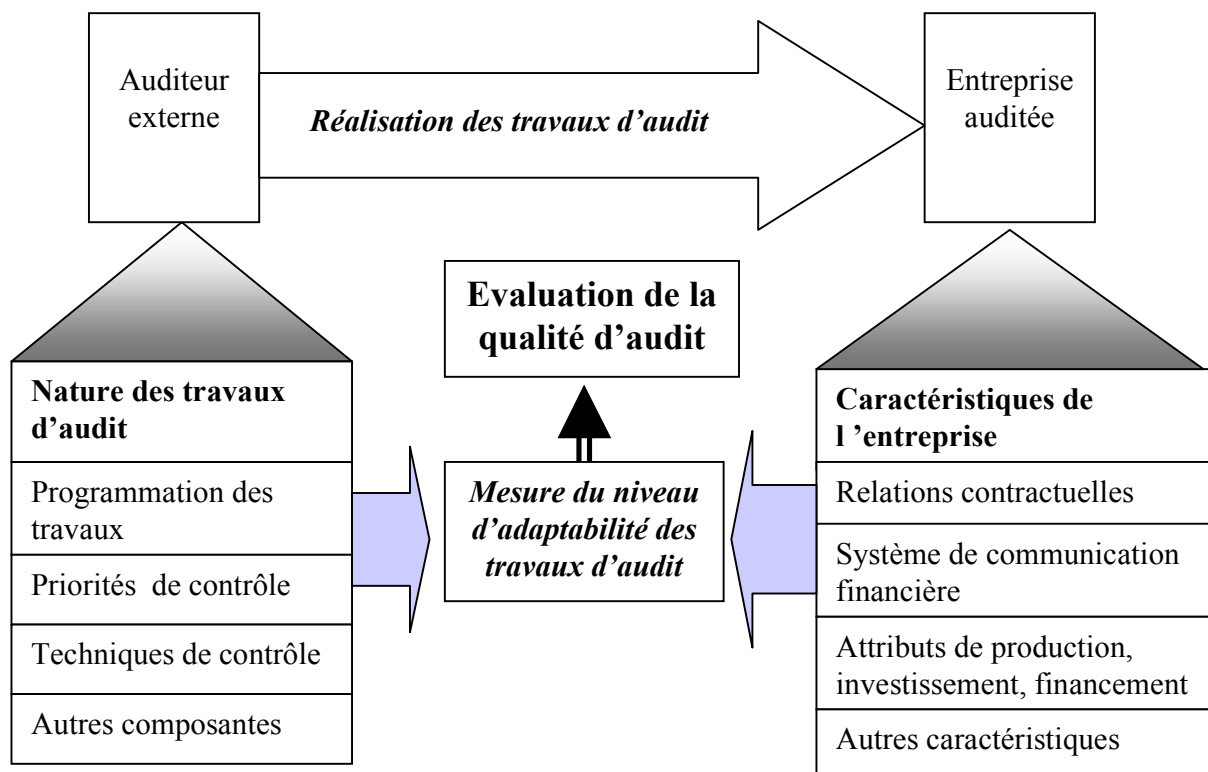 Auditeur
externe
Réalisation des travaux d’audit
Entreprise
auditée
Evaluation de la
qualité d’audit
Nature des travaux
d’audit
Programmation des
travaux
Priorités de contrôle
Techniques de contrôle
Autres composantes
Mesure du niveau
d’adaptabilité des
travaux d’audit
Caractéristiques de
l ’entreprise
Relations contractuelles
Système de communication
financière
Attributs de production,
investissement, financement
Autres caractéristiques